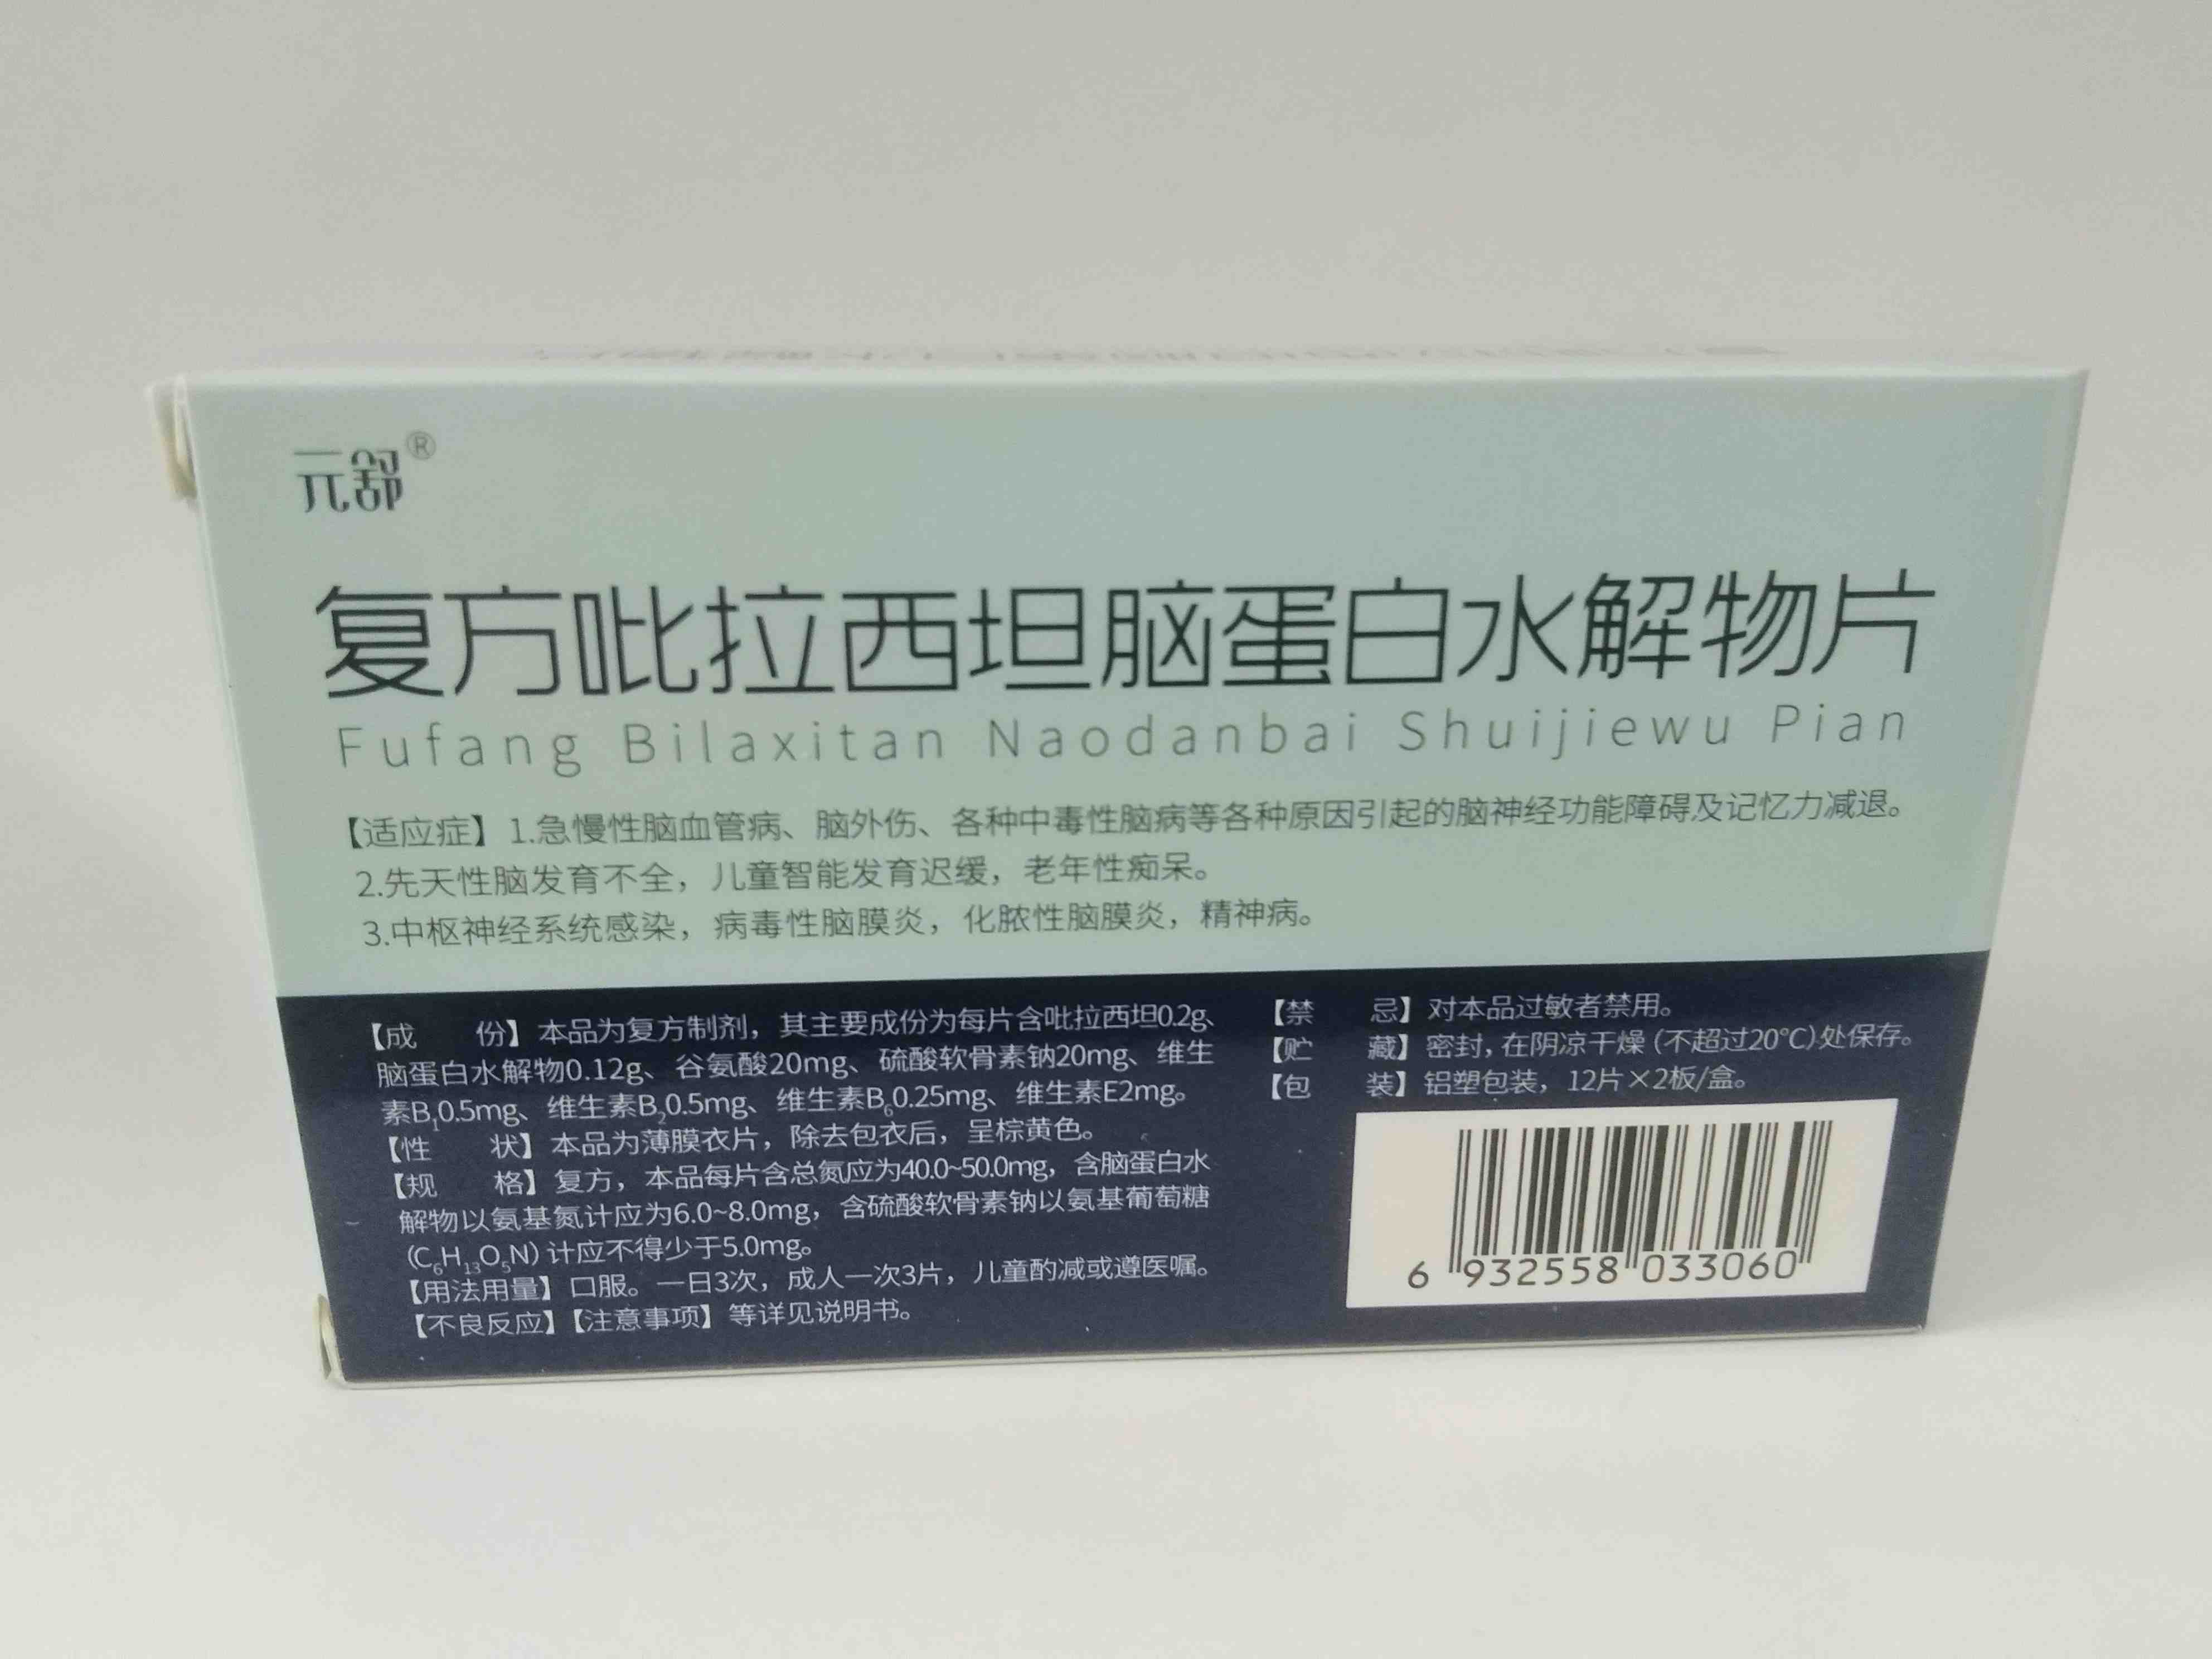 元舒®
复方吡拉西坦脑蛋白水解物片
Fufang Bilaxitan Naodanbai Shuijiewu Pian
【适应症】1.急慢性脑血管病、脑外伤、各种中毒性脑病等各种原因引起的脑神经功能障碍及记忆力减退。
2.先天性脑发育不全，儿童智能发育迟缓，老年性痴呆。
3.中枢神经系统感染，病毒性脑膜炎，化脓性脑膜炎，精神病。
【成 份】本品为复方制剂，其主要成份为每片含吡拉西坦0.2g、
脑蛋白水解物0.12g、谷氨酸20mg、硫酸软骨素钠20mg、维生
素B₁0.5mg、维生素B₂0.5mg、维生素B₆0.25mg、维生素E2mg。
【性 状】本品为薄膜衣片，除去包衣后，呈棕黄色。
【规 格】复方，本品每片含总氮应为40.0~50.0mg，含脑蛋白水
解物以氨基氮计应为6.0~8.0mg，含硫酸软骨素钠以氨基葡萄糖
(C₆H₁₃O₅N)计应不得少于5.0mg。
【用法用量】口服。一日3次，成人一次3片，儿童酌减或遵医嘱。
【不良反应】【注意事项】等详见说明书。
【禁 忌】对本品过敏者禁用。
【贮 藏】密封，在阴凉干燥(不超过20℃)处保存。
【包 装】铝塑包装，12片×2板/盒。
6 932558 033060